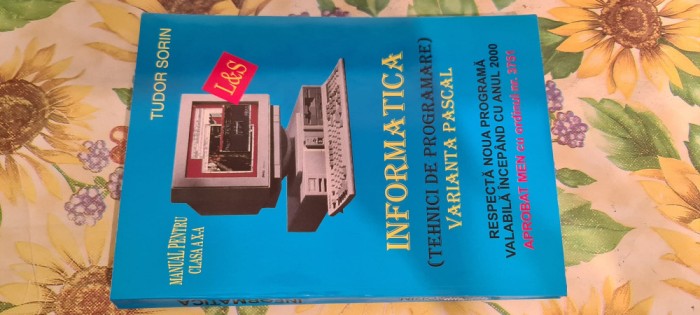 TUDOR SORIN
L&S
MANUAL PENTRU
CLASA A X-A
INFORMATICA
(TEHNICI DE PROGRAMARE)
VARIANTA PASCAL
RESPECTĂ NOUA PROGRAMĂ
VALABILĂ ÎNCEPÂND CU ANUL 2000
APROBAT MEN cu ordinul nr. 3751
INFORMATICA